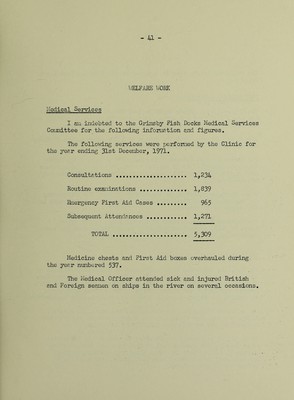 - 41 -
WELFARE WORK
Medical Services
I am indebted to the Grimsby Fish Docks Medical Services
Committee for the following information and figures.
The following services were performed by the Clinic for
the year ending 31st December, 1971.
Consultations ..................... 1,234
Routine examinations .............. 1,839
Emergency First Aid Cases ......... 965
Subsequent Attendances ............ 1,271
TOTAL ...................... 5,309
Medicine chests and First Aid boxes overhauled during
the year numbered 537.
The Medical Officer attended sick and injured British
and Foreign seamen on ships in the river on several occasions.